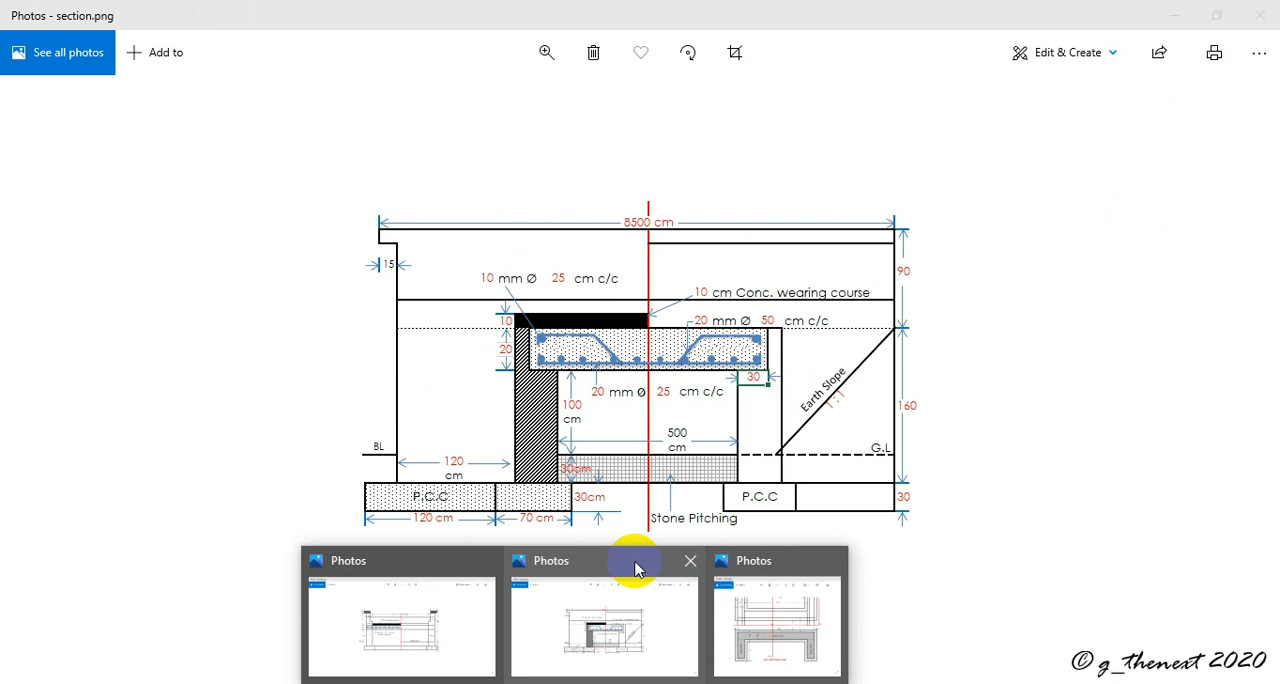 Photos - section.png
See all photos
Add to
Edit & Create
8500 cm
15
10 mm Ø 25 cm c/c
10 cm Conc. wearing course
90
10
20 mm Ø 50 cm c/c
20
30
Earth Slope
1:1
20 mm Ø 25 cm c/c
100
cm
160
500
cm
BL
G.L
120
cm
30cm
P.C.C
30cm
P.C.C
30
120 cm
70 cm
Stone Pitching
Photos
Photos
Photos
© g_thenext 2020